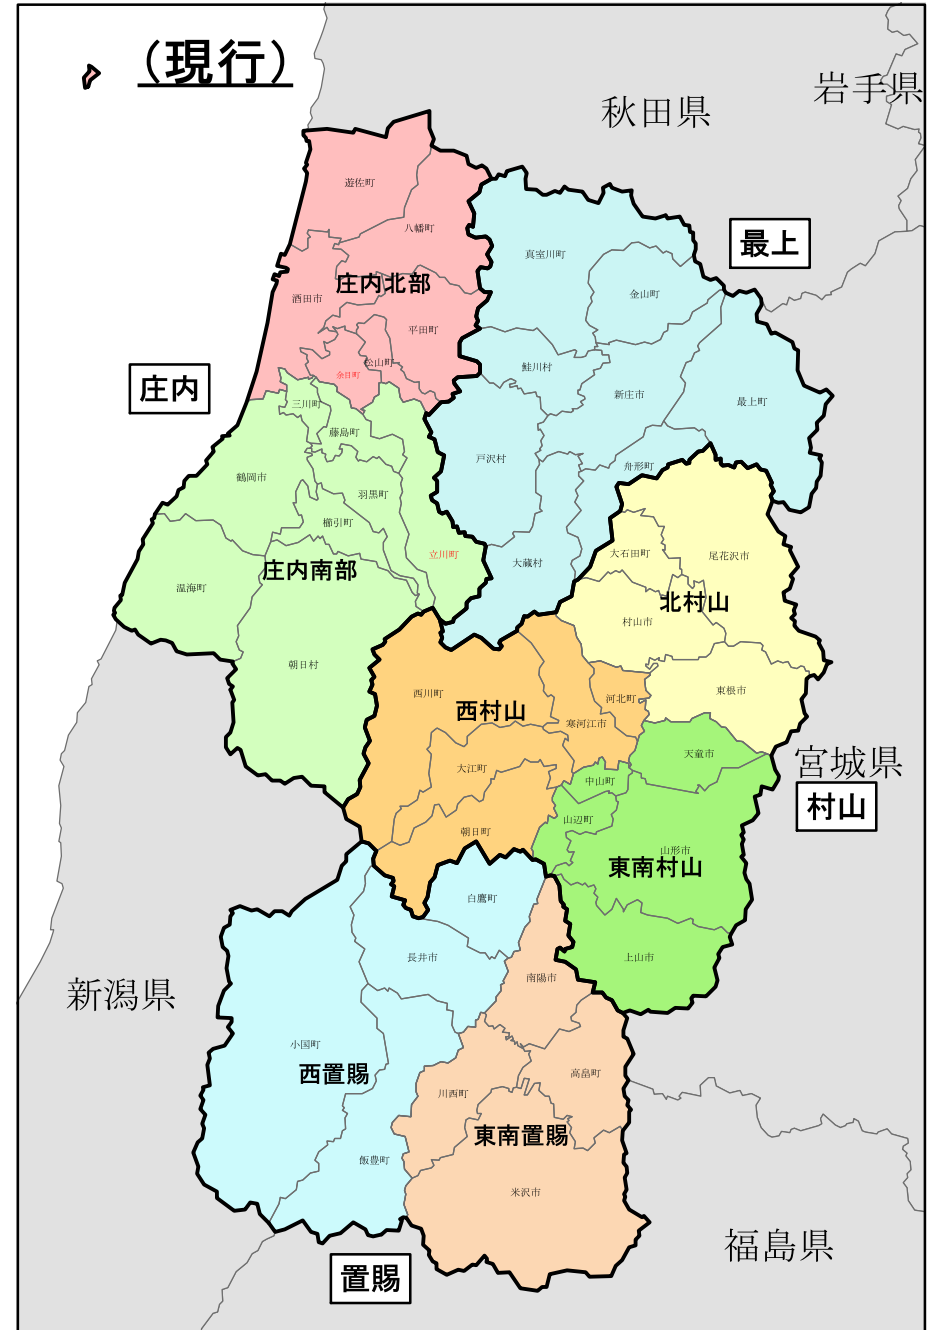 (現行)
岩手県
秋田県
遊佐町
八幡町
最上
真室川町
庄内北部
酒田市
金山町
平田町
松山町
鮭川村
余目町
庄内
新庄市
最上町
三川町
藤島町
戸沢村
舟形町
鶴岡市
羽黒町
櫛引町
大石田町
尾花沢市
立川町
大蔵村
庄内南部
温海町
北村山
村山市
朝日村
西川町
東根市
河北町
西村山
寒河江市
天童市
宮城県
大江町
中山町
村山
山辺町
朝日町
山形市
東南村山
白鷹町
長井市
上山市
南陽市
新潟県
小国町
西置賜
高畠町
川西町
東南置賜
飯豊町
米沢市
福島県
置賜